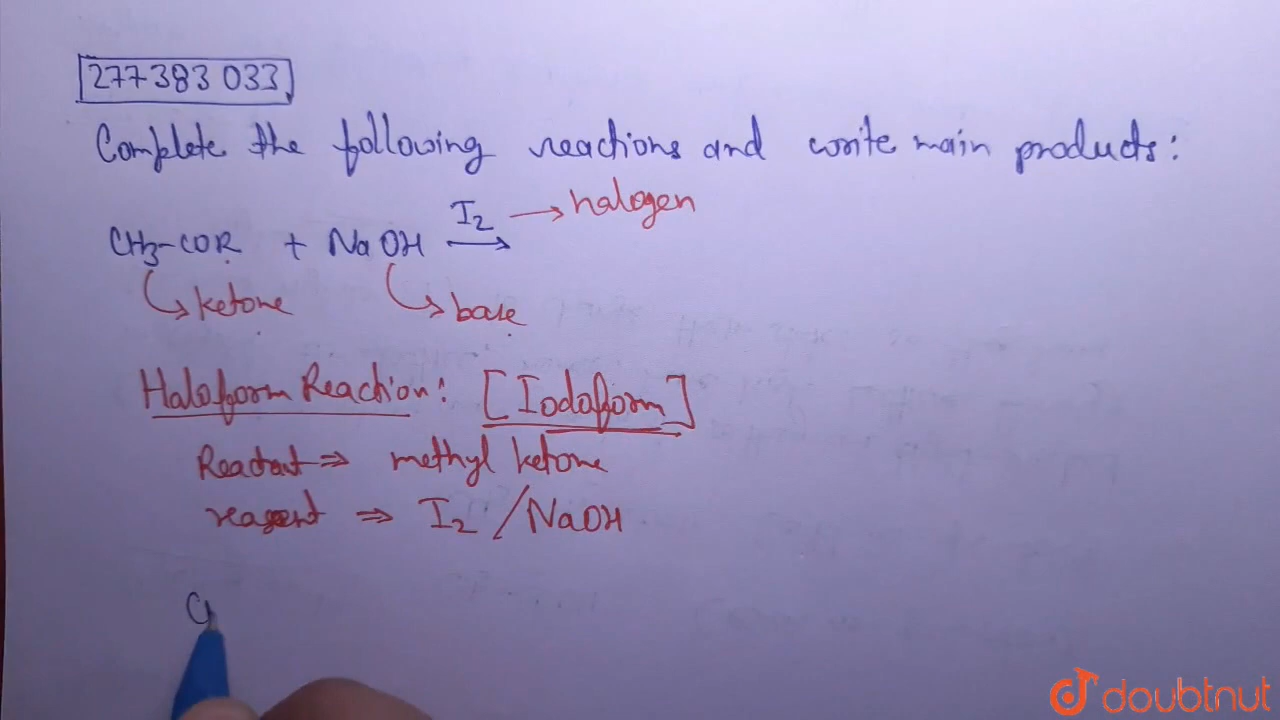 277383033
Complete the following reactions and write main products:
CH3-COR + NaOH I2 → → halogen
ketone base
Haloform Reaction: [Iodoform]
Reactant ⇒ methyl ketone
reagent ⇒ I2/NaOH
C
doubtnut